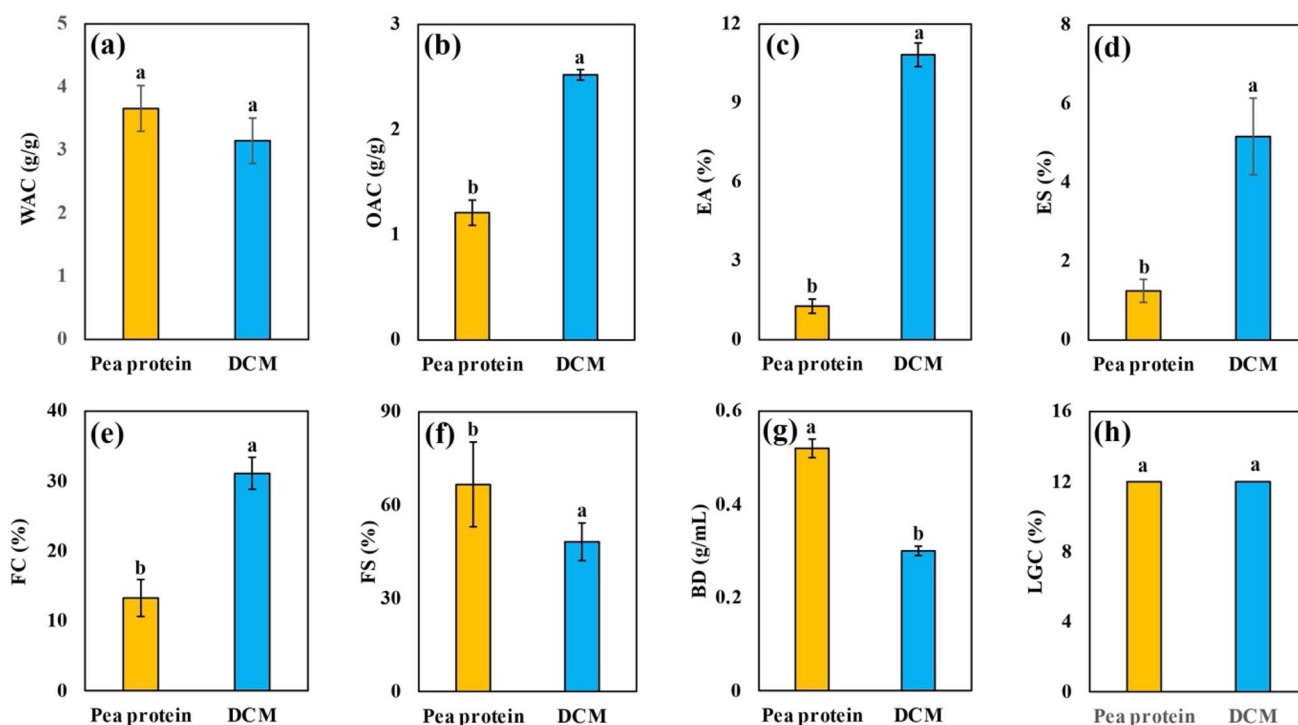 (a)
WAC (g/g)
5
4
3
2
1
0
a
a
Pea protein
DCM
(b)
OAC (g/g)
3
2
1
0
b
a
Pea protein
DCM
(c)
EA (%)
12
9
6
3
0
b
a
Pea protein
DCM
(d)
ES (%)
8
6
4
2
0
b
a
Pea protein
DCM
(e)
FC (%)
40
30
20
10
0
b
a
Pea protein
DCM
(f)
FS (%)
90
60
30
0
b
a
Pea protein
DCM
(g)
BD (g/mL)
0.6
0.4
0.2
0
a
b
Pea protein
DCM
(h)
LGC (%)
16
12
8
4
0
a
a
Pea protein
DCM